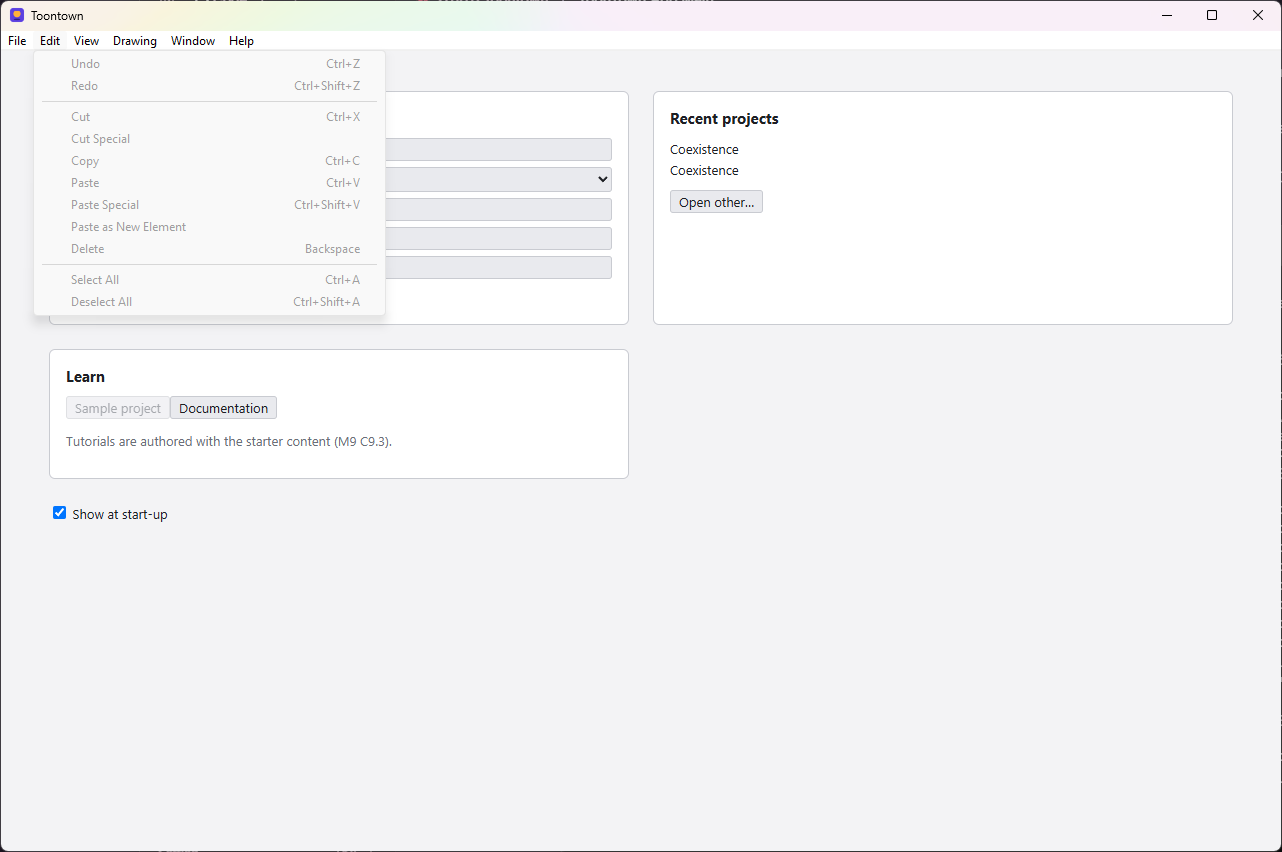 Toontown
File Edit View Drawing Window Help
Undo Ctrl+Z
Redo Ctrl+Shift+Z
Cut Ctrl+X
Cut Special
Copy Ctrl+C
Paste Ctrl+V
Paste Special Ctrl+Shift+V
Paste as New Element
Delete Backspace
Select All Ctrl+A
Deselect All Ctrl+Shift+A
Recent projects
Coexistence
Coexistence
Open other...
Learn
Sample project Documentation
Tutorials are authored with the starter content (M9 C9.3).
Show at start-up